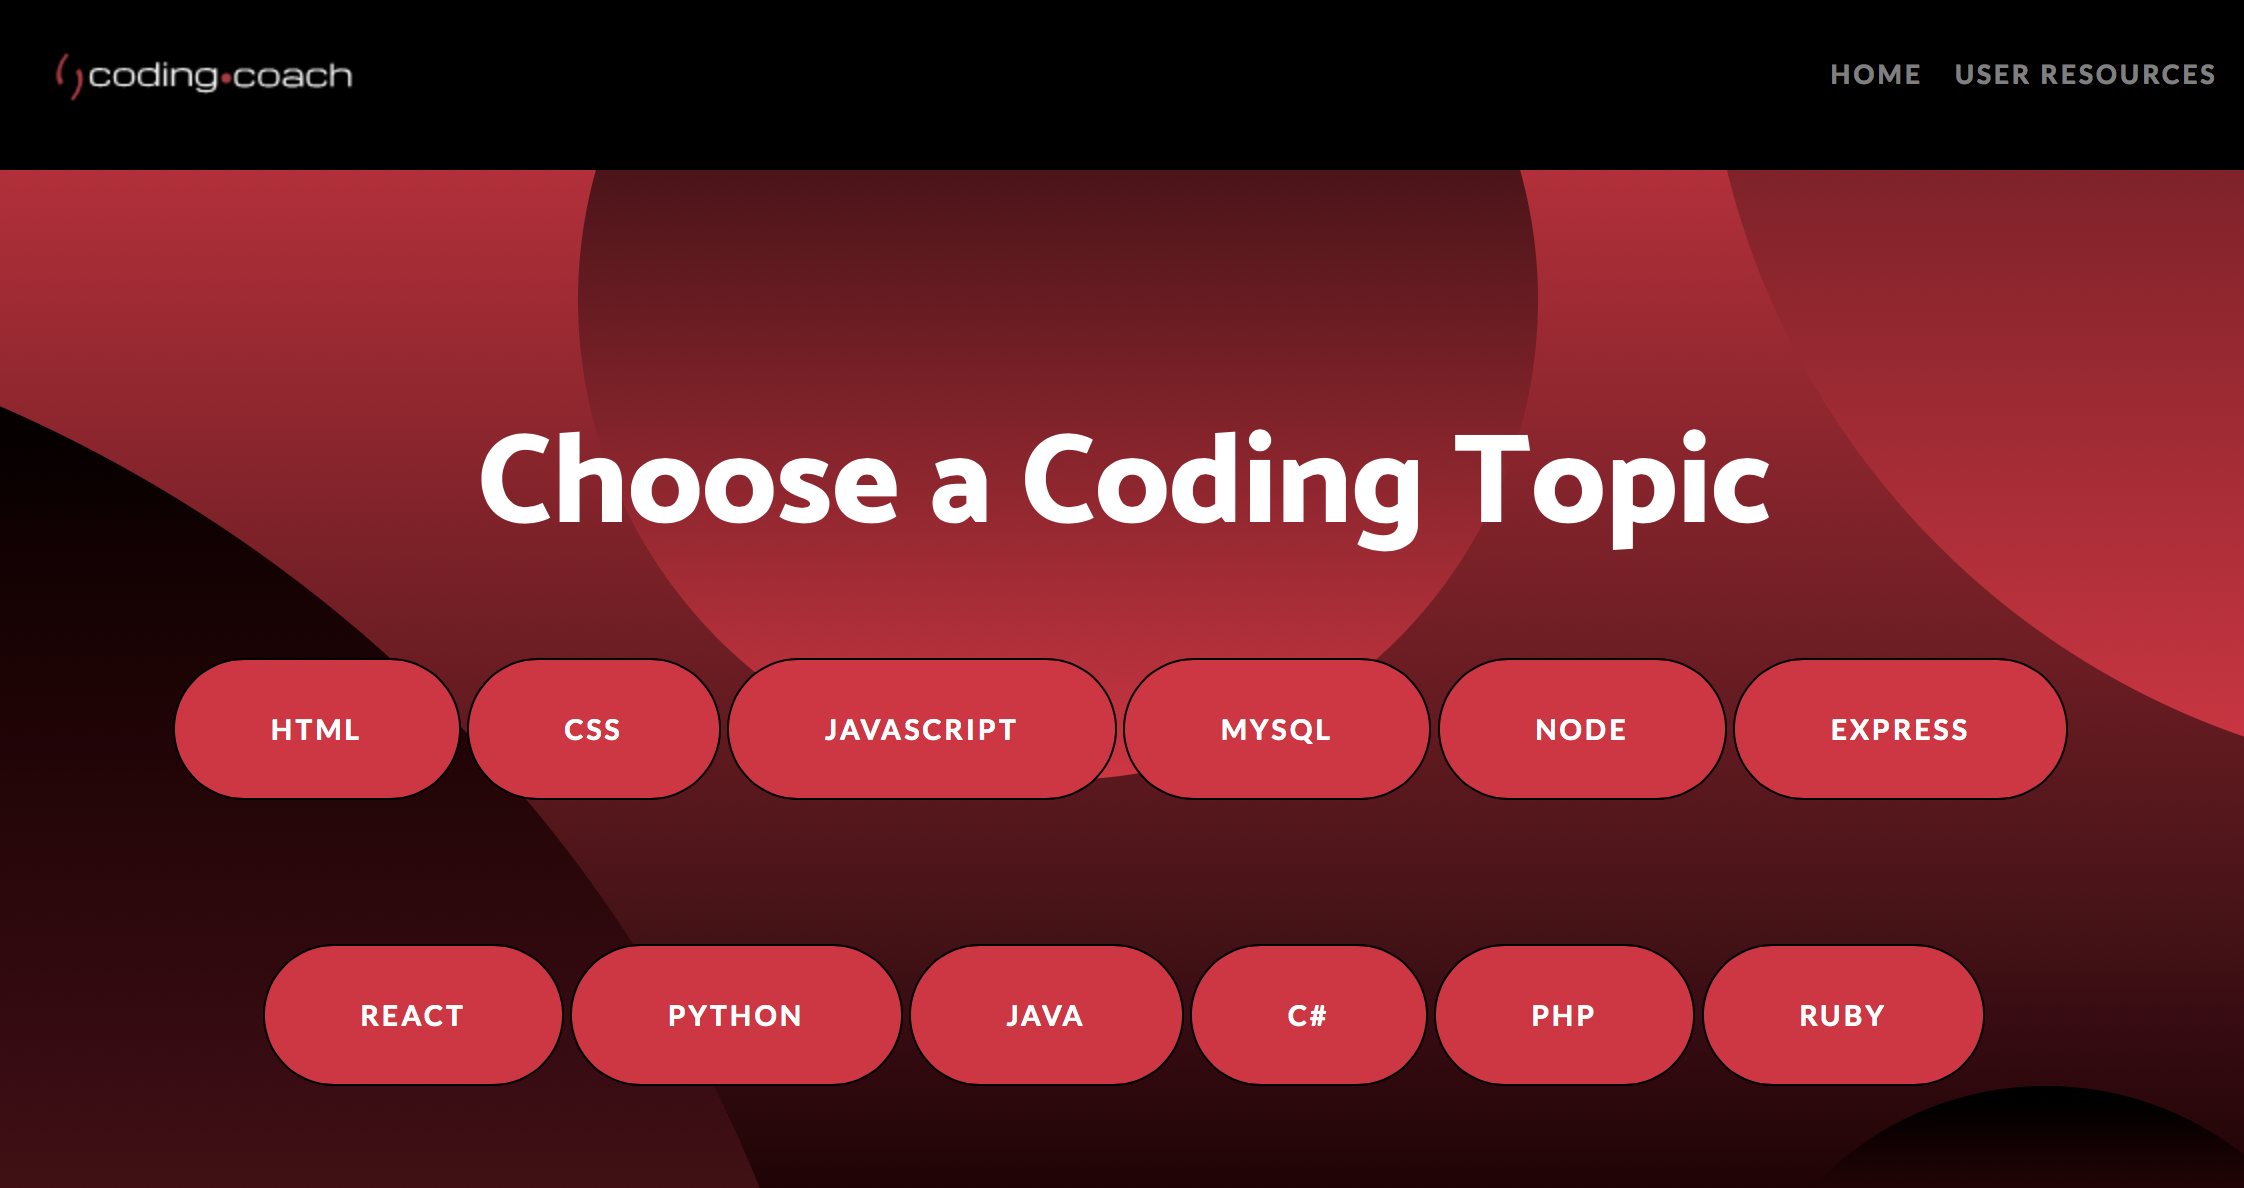 coding•coach
HOME USER RESOURCES
Choose a Coding Topic
HTML CSS JAVASCRIPT MYSQL NODE EXPRESS
REACT PYTHON JAVA C# PHP RUBY